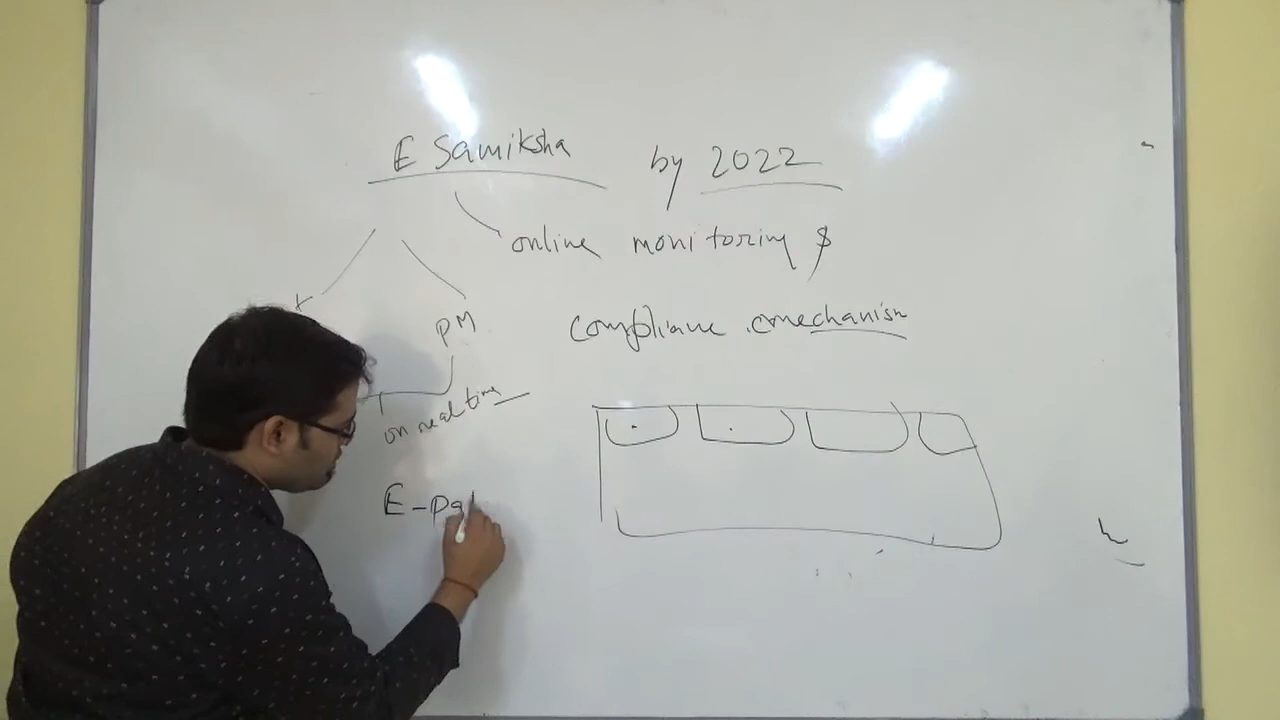 E Samiksha by 2022
online monitoring $
PM
compliance mechanism
on real time
E-pa